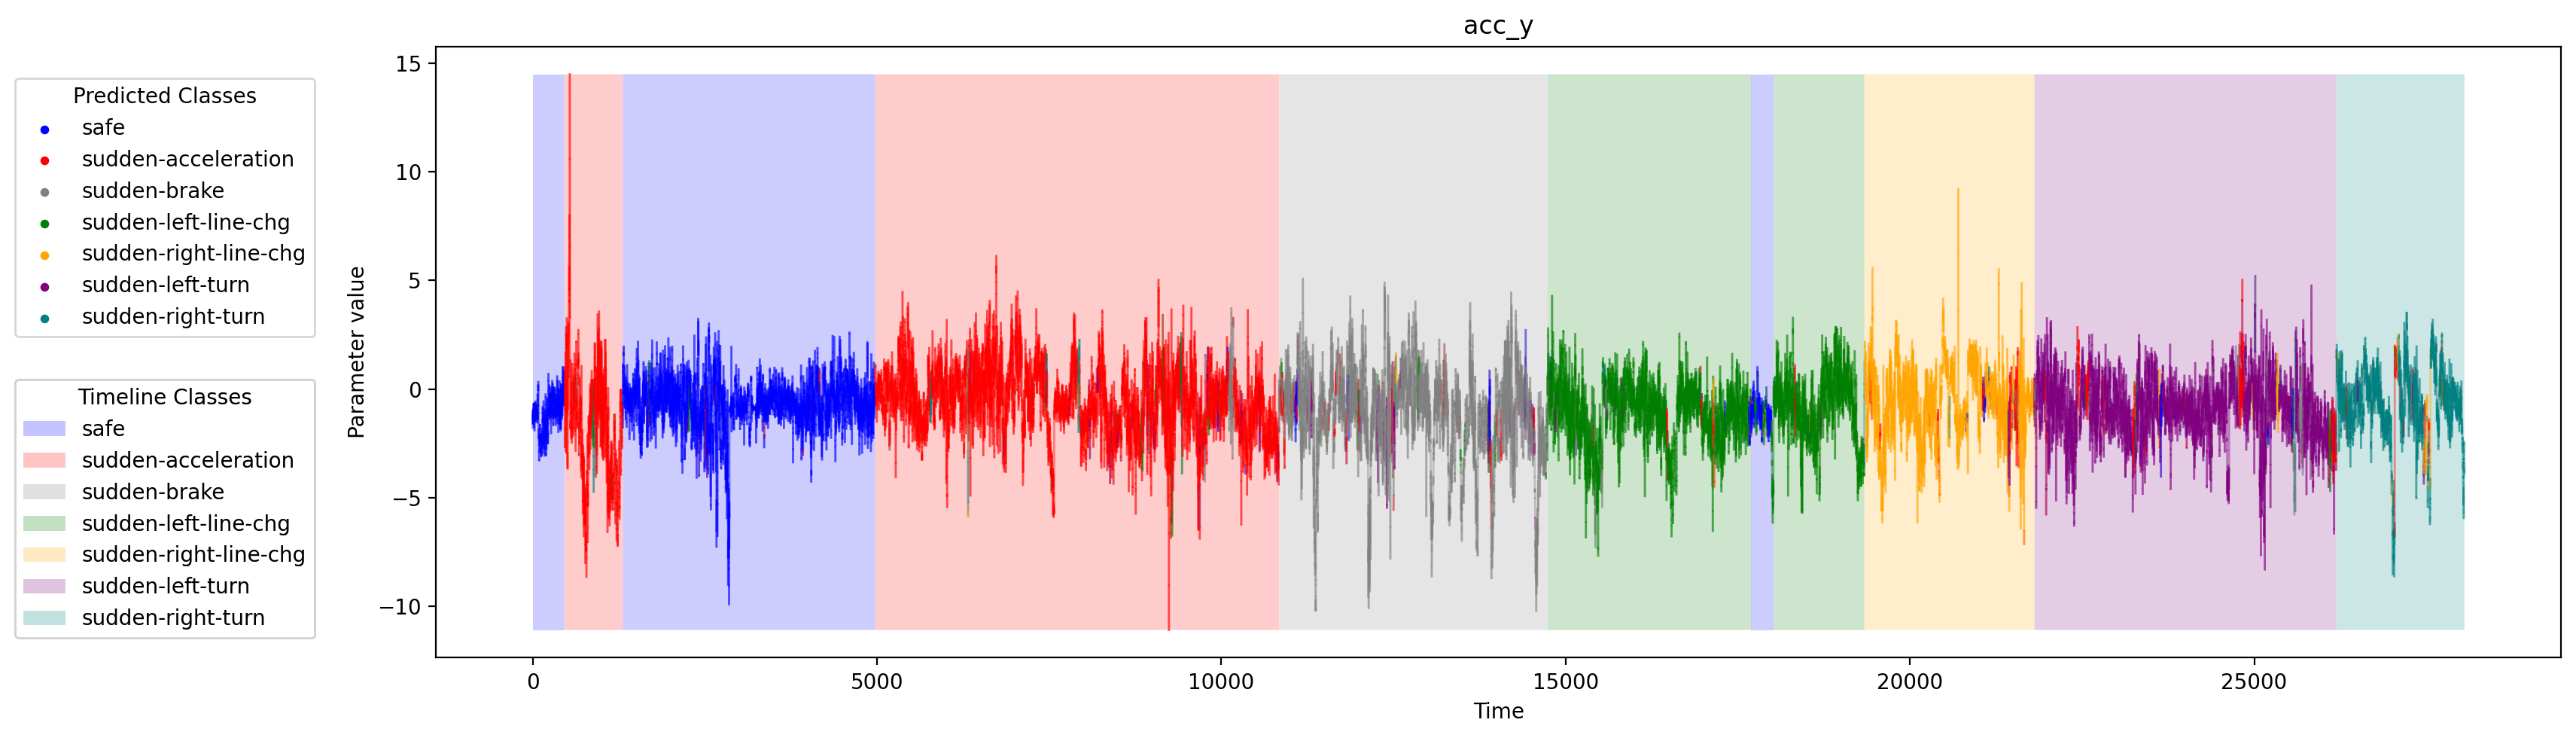 acc_y
Predicted Classes
safe
sudden-acceleration
sudden-brake
sudden-left-line-chg
sudden-right-line-chg
sudden-left-turn
sudden-right-turn
Timeline Classes
safe
sudden-acceleration
sudden-brake
sudden-left-line-chg
sudden-right-line-chg
sudden-left-turn
sudden-right-turn
Parameter value
15
10
5
0
−5
−10
0 5000 10000 15000 20000 25000
Time